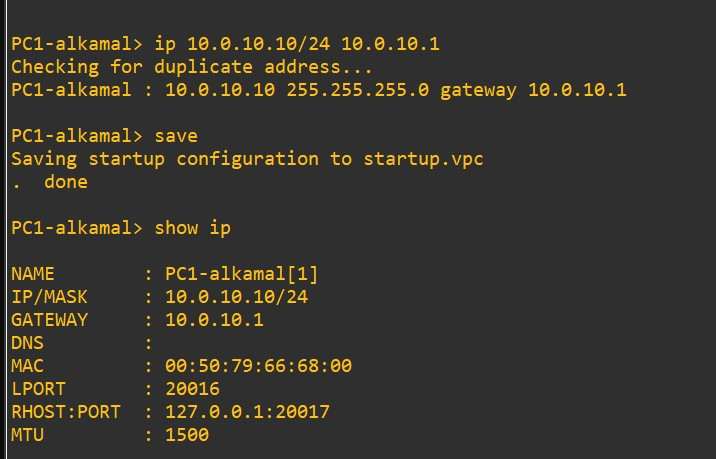 PC1-alkamal> ip 10.0.10.10/24 10.0.10.1
Checking for duplicate address...
PC1-alkamal : 10.0.10.10 255.255.255.0 gateway 10.0.10.1
PC1-alkamal> save
Saving startup configuration to startup.vpc
.  done
PC1-alkamal> show ip
NAME        : PC1-alkamal[1]
IP/MASK     : 10.0.10.10/24
GATEWAY     : 10.0.10.1
DNS         :
MAC         : 00:50:79:66:68:00
LPORT       : 20016
RHOST:PORT  : 127.0.0.1:20017
MTU         : 1500